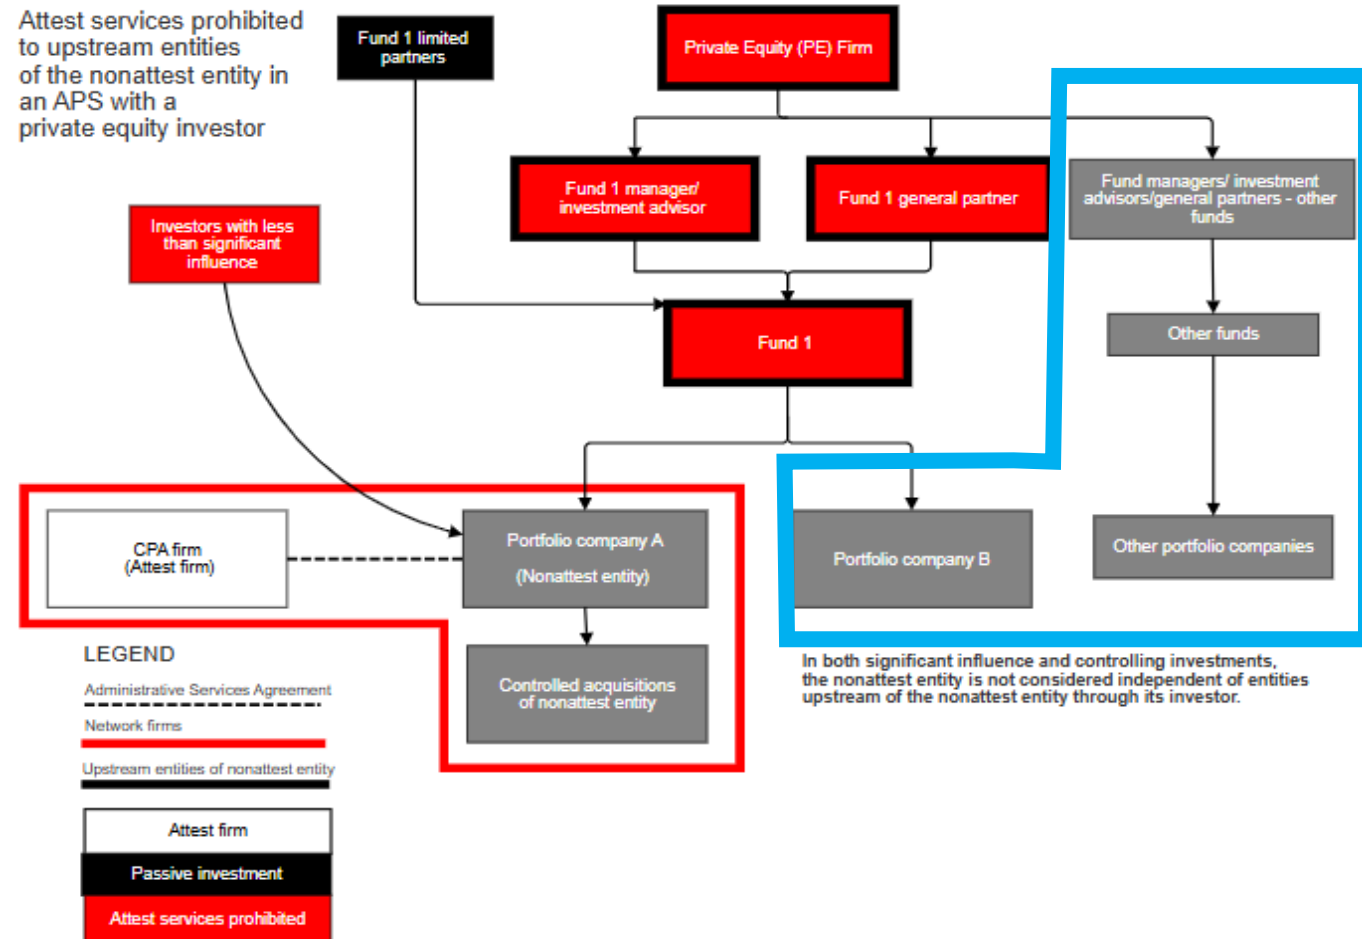 Attest services prohibited
to upstream entities
of the nonattest entity in
an APS with a
private equity investor
Fund 1 limited
partners
Private Equity (PE) Firm
Fund 1 manager/
investment advisor
Fund 1 general partner
Fund managers/ investment
advisors/general partners - other
funds
Investors with less
than significant
influence
Fund 1
Other funds
CPA firm
(Attest firm)
Portfolio company A
(Nonattest entity)
Portfolio company B
Other portfolio companies
Controlled acquisitions
of nonattest entity
In both significant influence and controlling investments,
the nonattest entity is not considered independent of entities
upstream of the nonattest entity through its investor.
LEGEND
Administrative Services Agreement
Network firms
Upstream entities of nonattest entity
Attest firm
Passive investment
Attest services prohibited